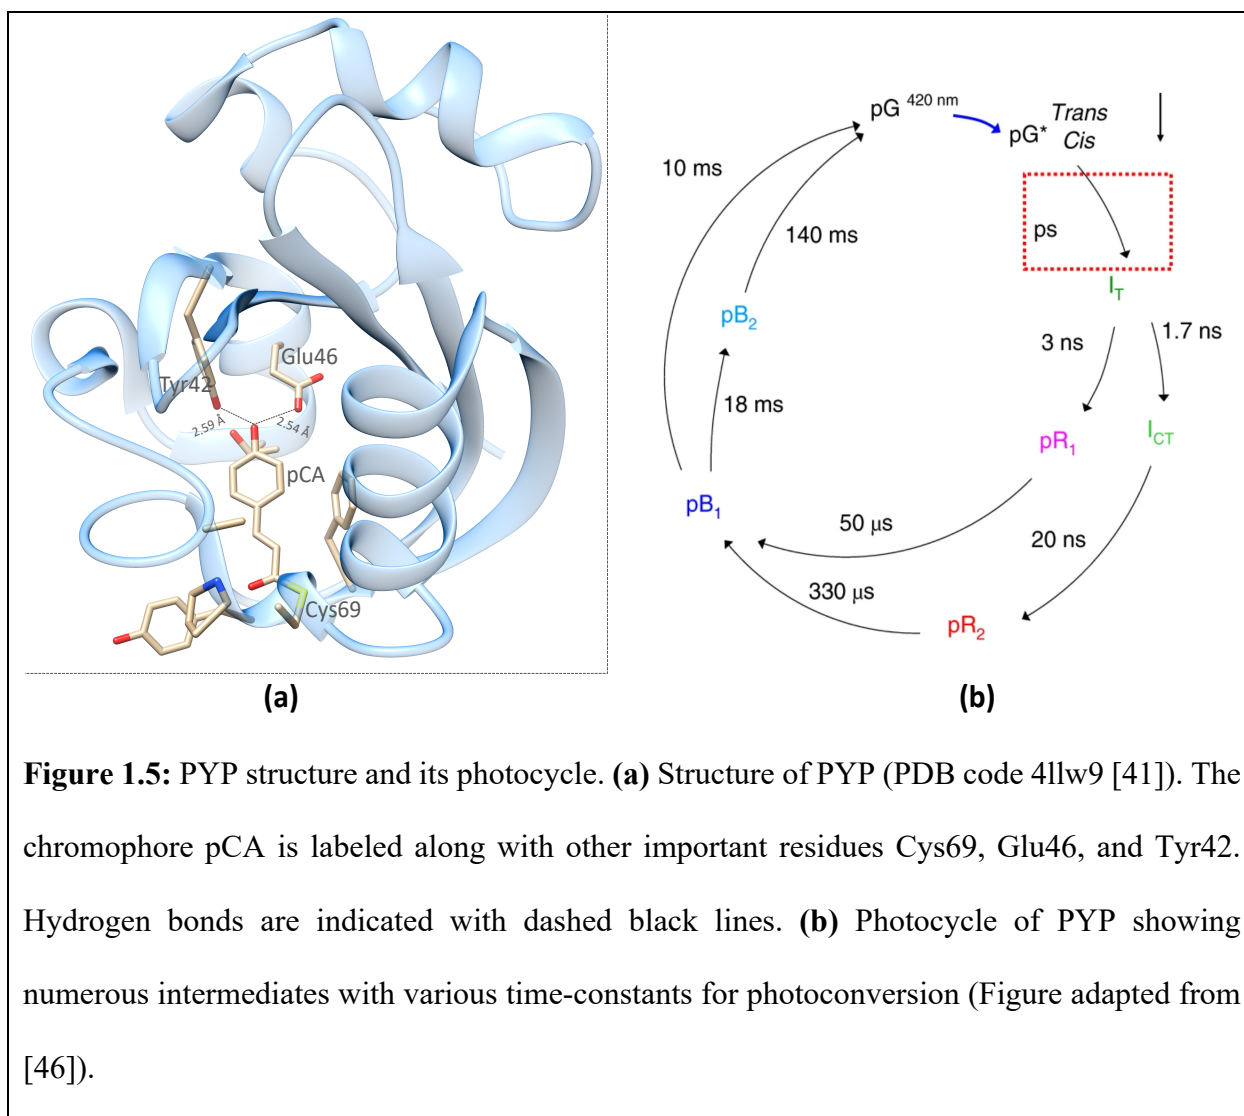 Tyr42
Glu46
2.59 Å
2.54 Å
pCA
Cys69
(a)
pG 420 nm
pG* Trans
Cis
10 ms
ps
140 ms
I_T
pB₂
3 ns
1.7 ns
18 ms
pR₁
I_CT
pB₁
50 µs
20 ns
330 µs
pR₂
(b)
Figure 1.5: PYP structure and its photocycle. (a) Structure of PYP (PDB code 4llw9 [41]). The
chromophore pCA is labeled along with other important residues Cys69, Glu46, and Tyr42.
Hydrogen bonds are indicated with dashed black lines. (b) Photocycle of PYP showing
numerous intermediates with various time-constants for photoconversion (Figure adapted from
[46]).